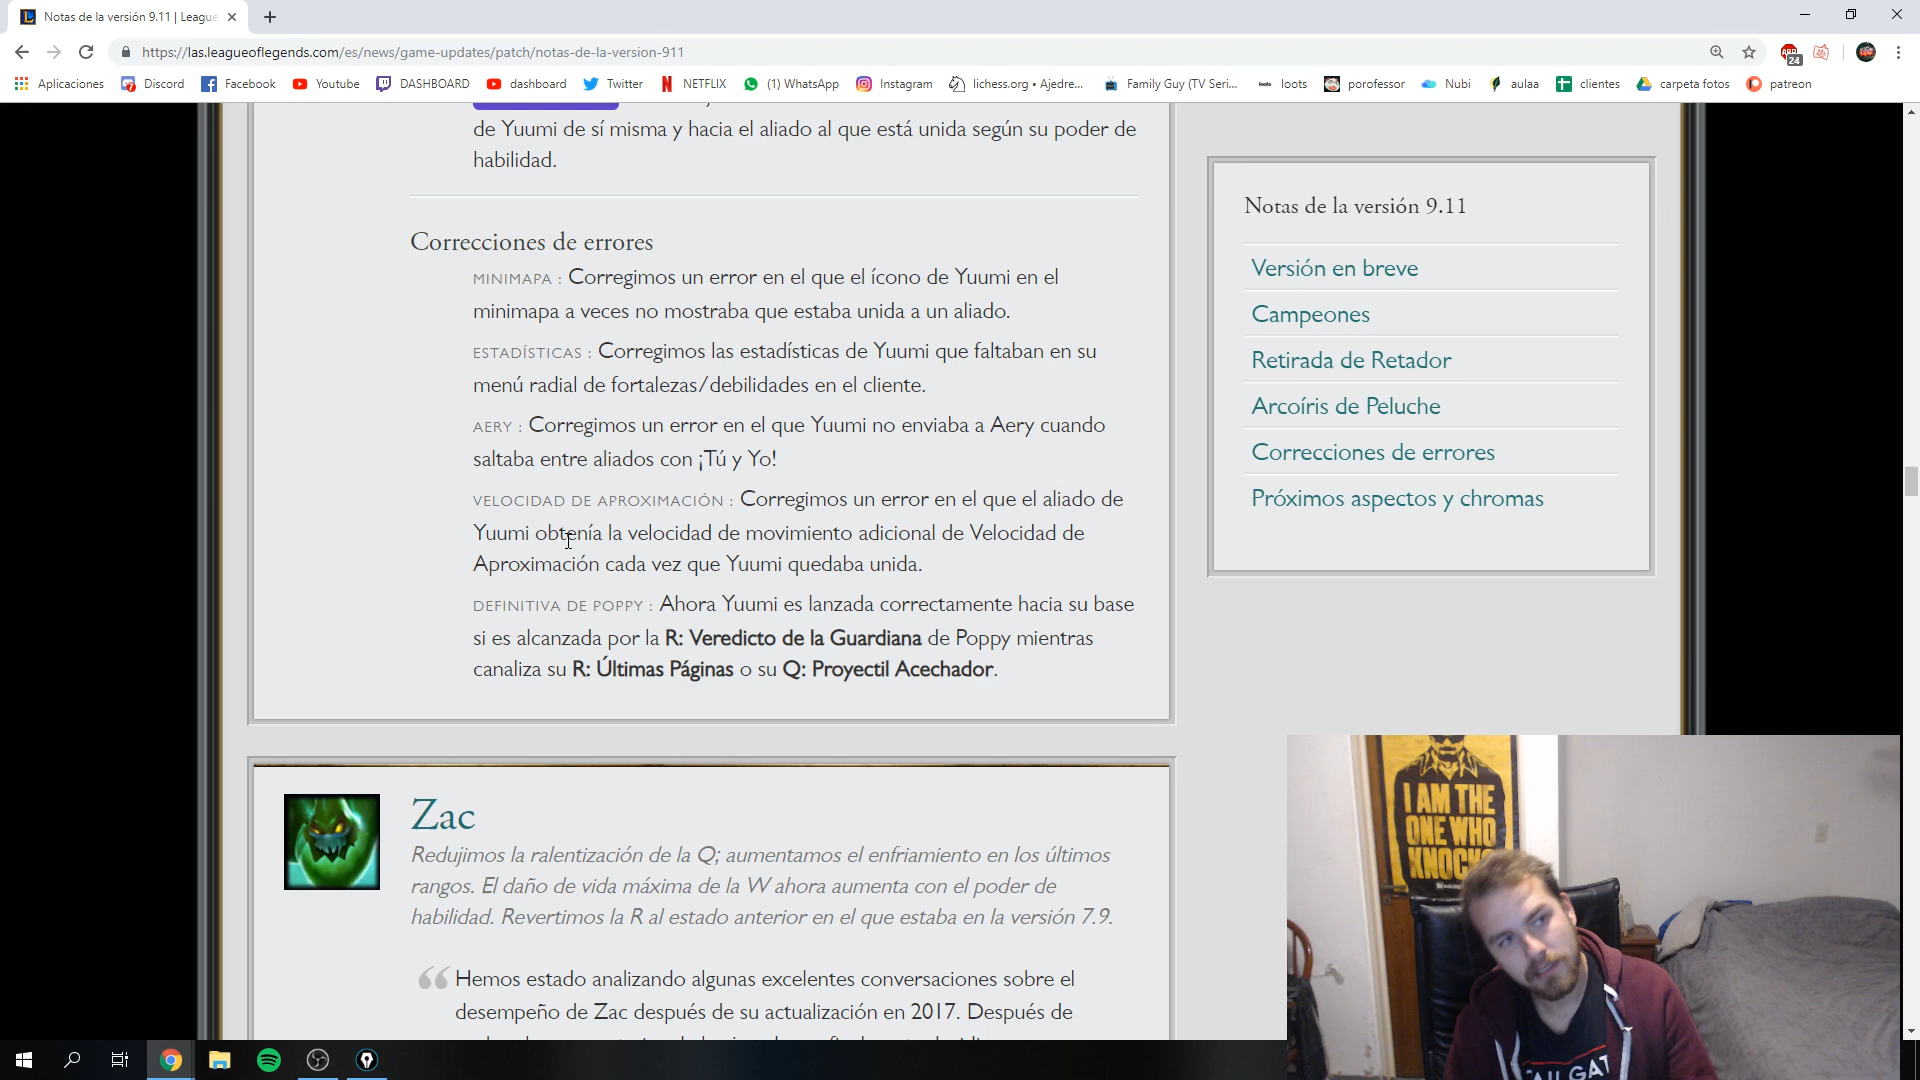 Notas de la versión 9.11 | League
https://las.leagueoflegends.com/es/news/game-updates/patch/notas-de-la-version-911
24
Aplicaciones Discord Facebook Youtube DASHBOARD dashboard Twitter NETFLIX (1) WhatsApp Instagram lichess.org • Ajedre... Family Guy (TV Seri... loots porofessor Nubi aulaa clientes carpeta fotos patreon
de Yuumi de sí misma y hacia el aliado al que está unida según su poder de
habilidad.
Correcciones de errores
MINIMAPA : Corregimos un error en el que el ícono de Yuumi en el
minimapa a veces no mostraba que estaba unida a un aliado.
ESTADÍSTICAS : Corregimos las estadísticas de Yuumi que faltaban en su
menú radial de fortalezas/debilidades en el cliente.
AERY : Corregimos un error en el que Yuumi no enviaba a Aery cuando
saltaba entre aliados con ¡Tú y Yo!
VELOCIDAD DE APROXIMACIÓN : Corregimos un error en el que el aliado de
Yuumi obtenía la velocidad de movimiento adicional de Velocidad de
Aproximación cada vez que Yuumi quedaba unida.
DEFINITIVA DE POPPY : Ahora Yuumi es lanzada correctamente hacia su base
si es alcanzada por la R: Veredicto de la Guardiana de Poppy mientras
canaliza su R: Últimas Páginas o su Q: Proyectil Acechador.
Zac
Redujimos la ralentización de la Q; aumentamos el enfriamiento en los últimos
rangos. El daño de vida máxima de la W ahora aumenta con el poder de
habilidad. Revertimos la R al estado anterior en el que estaba en la versión 7.9.
Hemos estado analizando algunas excelentes conversaciones sobre el
desempeño de Zac después de su actualización en 2017. Después de
Notas de la versión 9.11
Versión en breve
Campeones
Retirada de Retador
Arcoíris de Peluche
Correcciones de errores
Próximos aspectos y chromas
I AM THE
ONE WHO
KNOCKS